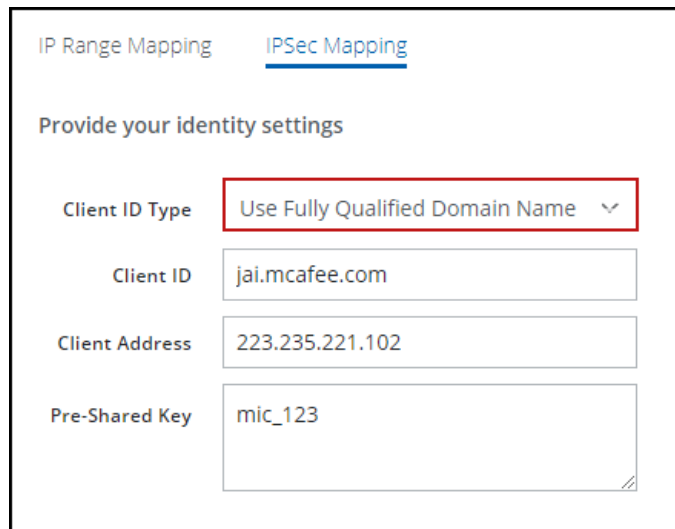 IP Range Mapping IPSec Mapping
Provide your identity settings
Client ID Type Use Fully Qualified Domain Name
Client ID jai.mcafee.com
Client Address 223.235.221.102
Pre-Shared Key mic_123